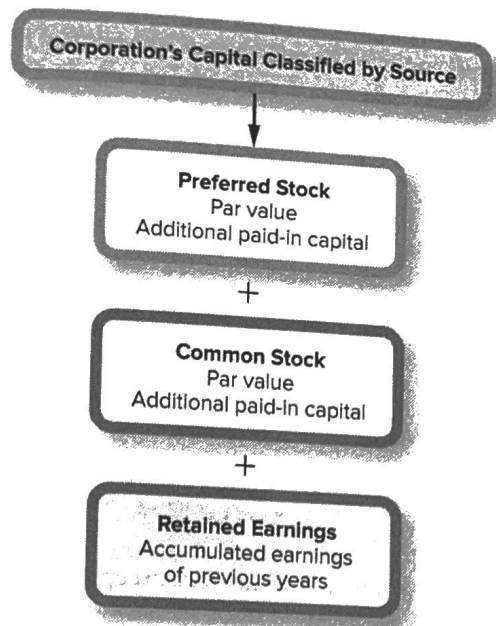 Corporation's Capital Classified by Source
Preferred Stock
Par value
Additional paid-in capital
+
Common Stock
Par value
Additional paid-in capital
+
Retained Earnings
Accumulated earnings
of previous years